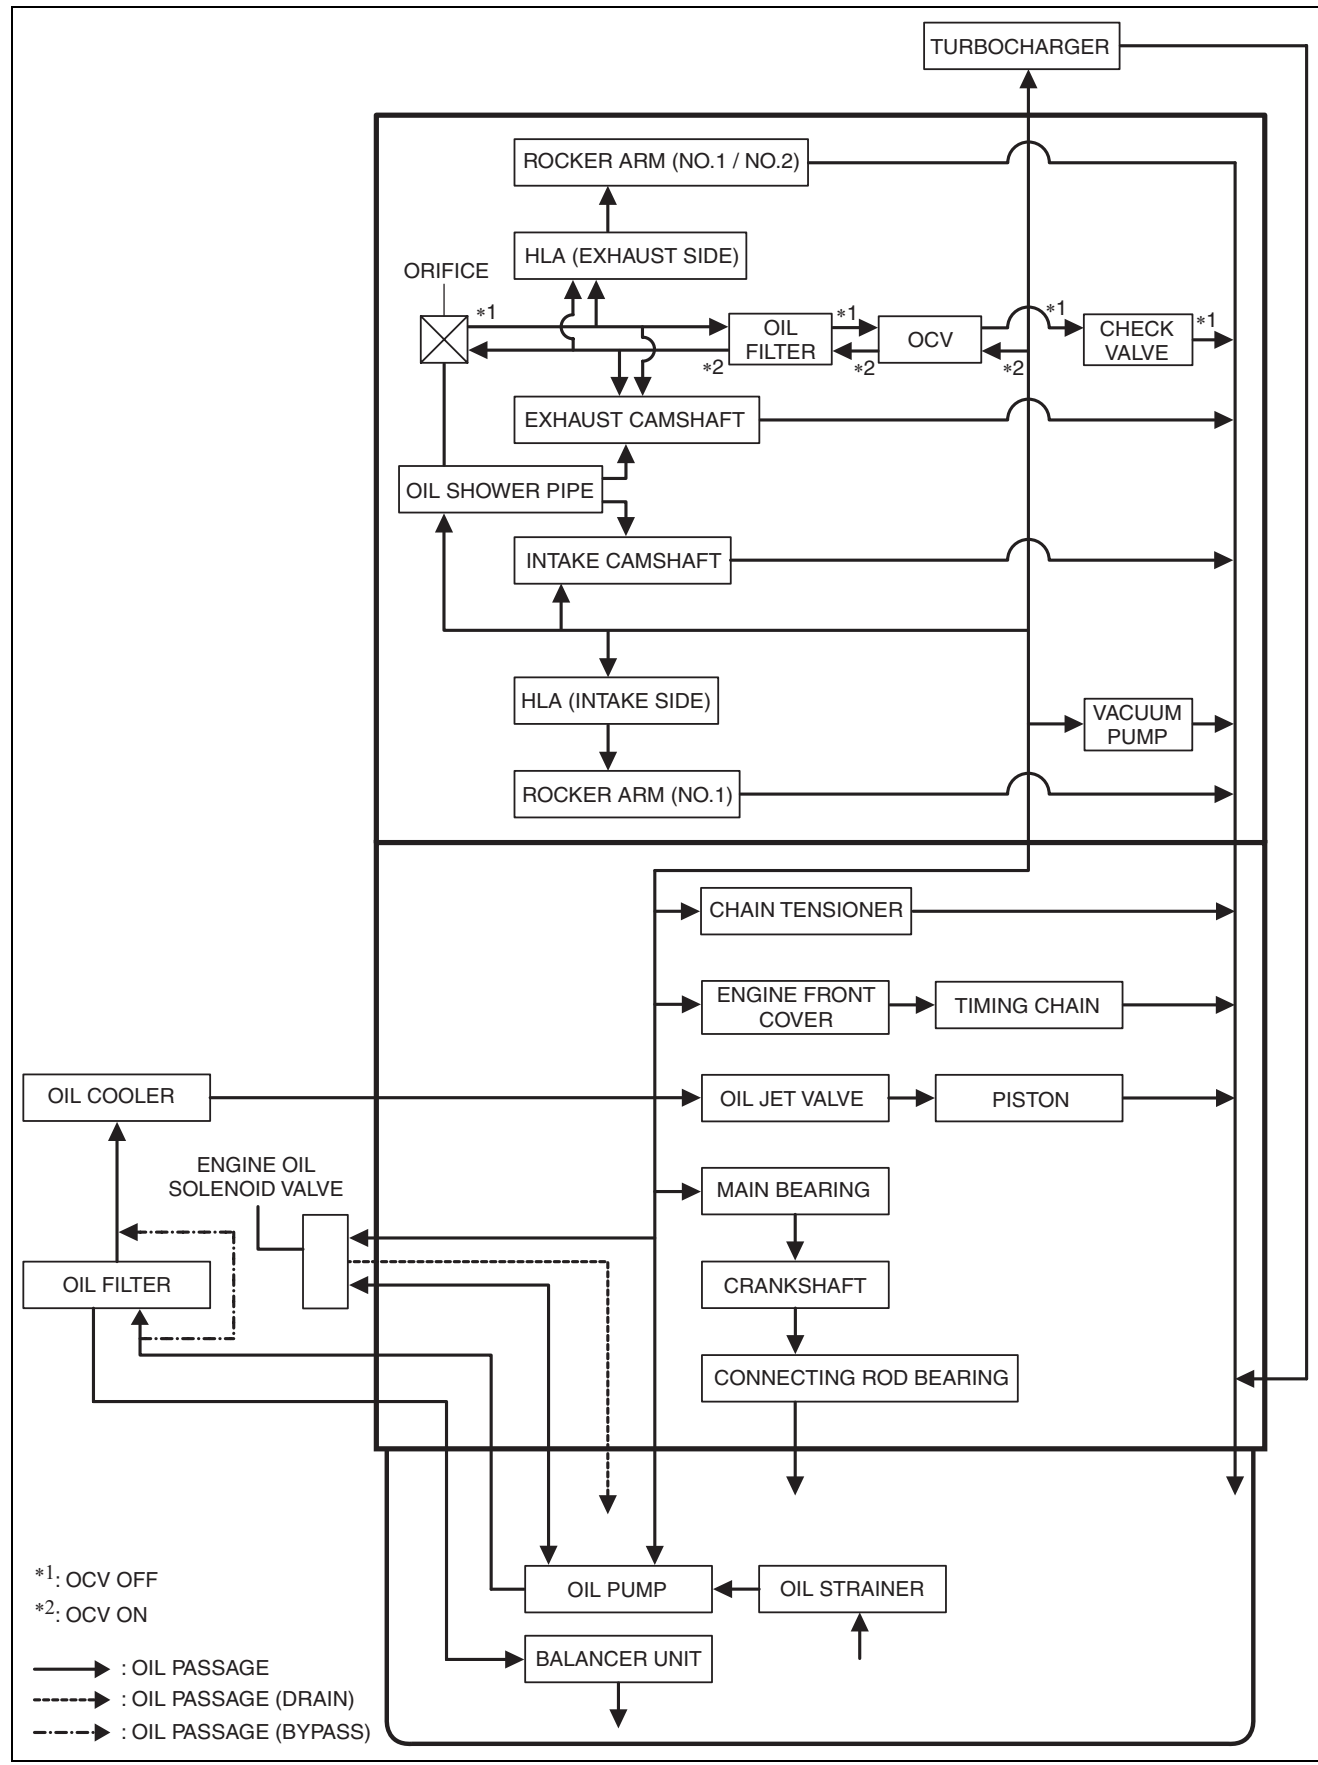 TURBOCHARGER
ROCKER ARM (NO.1 / NO.2)
HLA (EXHAUST SIDE)
ORIFICE
*1
*1
*1
*1
OIL
FILTER
OCV
CHECK
VALVE
*2
*2
*2
EXHAUST CAMSHAFT
OIL SHOWER PIPE
INTAKE CAMSHAFT
HLA (INTAKE SIDE)
VACUUM
PUMP
ROCKER ARM (NO.1)
CHAIN TENSIONER
ENGINE FRONT
COVER
TIMING CHAIN
OIL COOLER
OIL JET VALVE
PISTON
ENGINE OIL
SOLENOID VALVE
MAIN BEARING
OIL FILTER
CRANKSHAFT
CONNECTING ROD BEARING
OIL PUMP
OIL STRAINER
BALANCER UNIT
*1: OCV OFF
*2: OCV ON
: OIL PASSAGE
: OIL PASSAGE (DRAIN)
: OIL PASSAGE (BYPASS)